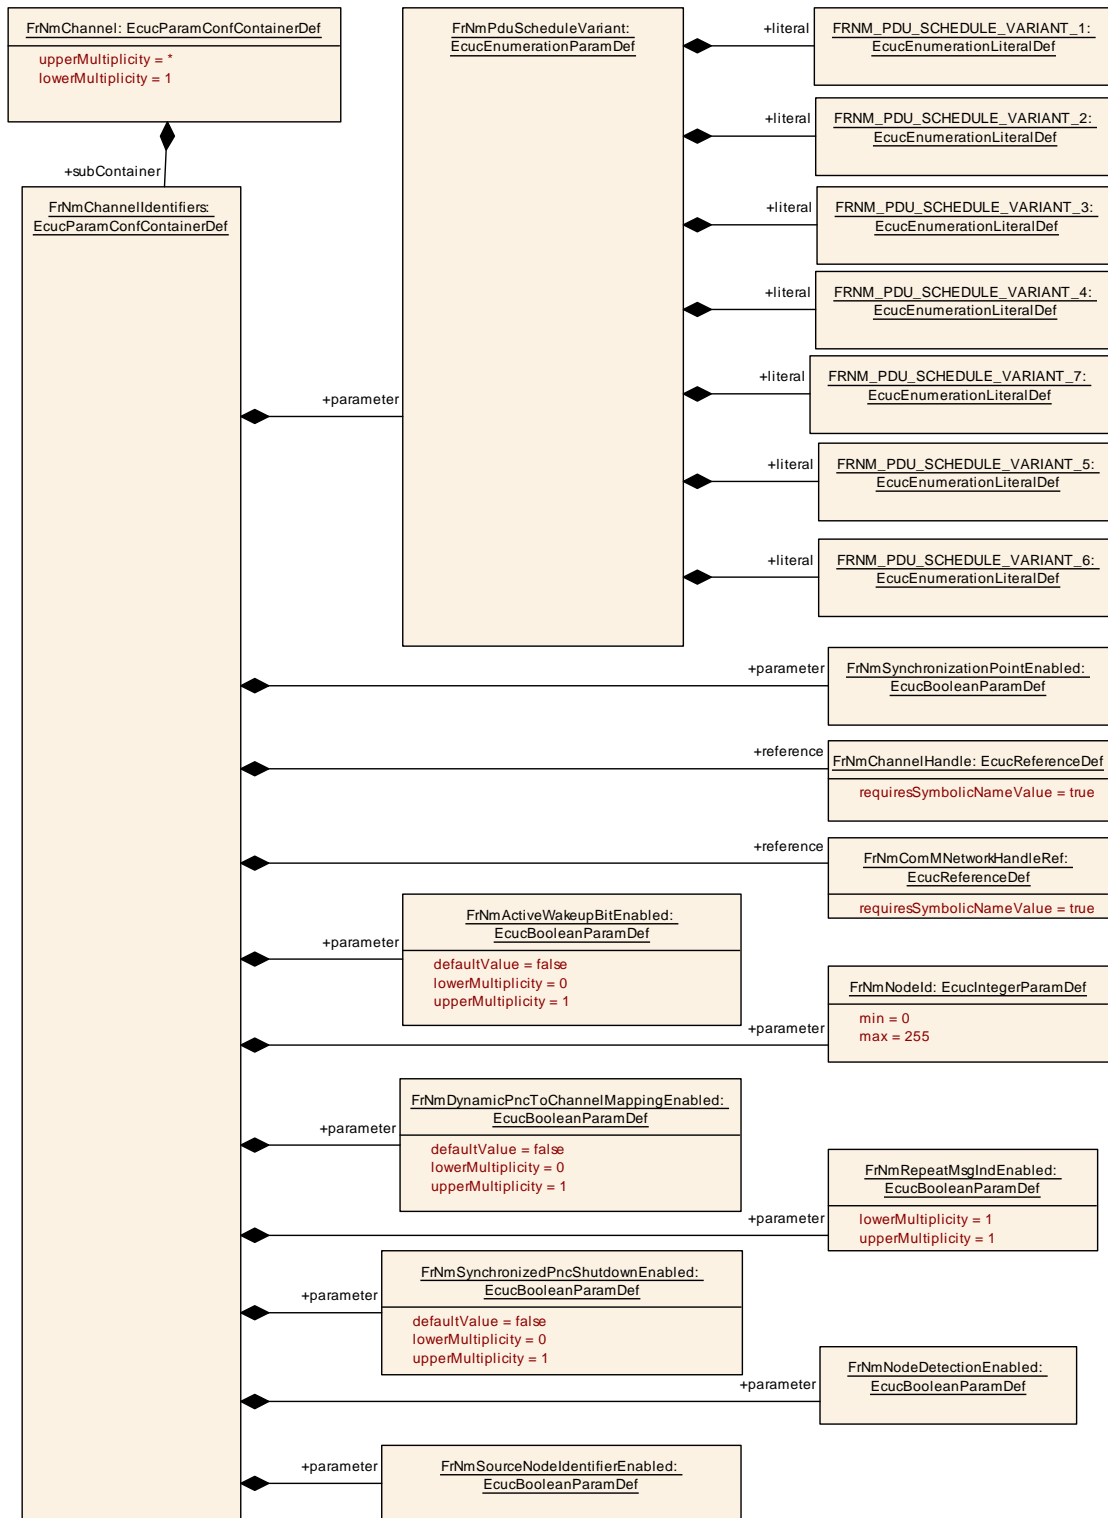 FrNmChannel: EcucParamConfContainerDef
upperMultiplicity = *
lowerMultiplicity = 1
+subContainer
FrNmChannelIdentifiers:
EcucParamConfContainerDef
+parameter
FrNmPduScheduleVariant:
EcucEnumerationParamDef
+literal
FRNM_PDU_SCHEDULE_VARIANT_1:
EcucEnumerationLiteralDef
+literal
FRNM_PDU_SCHEDULE_VARIANT_2:
EcucEnumerationLiteralDef
+literal
FRNM_PDU_SCHEDULE_VARIANT_3:
EcucEnumerationLiteralDef
+literal
FRNM_PDU_SCHEDULE_VARIANT_4:
EcucEnumerationLiteralDef
+literal
FRNM_PDU_SCHEDULE_VARIANT_7:
EcucEnumerationLiteralDef
+literal
FRNM_PDU_SCHEDULE_VARIANT_5:
EcucEnumerationLiteralDef
+literal
FRNM_PDU_SCHEDULE_VARIANT_6:
EcucEnumerationLiteralDef
+parameter
FrNmSynchronizationPointEnabled:
EcucBooleanParamDef
+reference
FrNmChannelHandle: EcucReferenceDef
requiresSymbolicNameValue = true
+reference
FrNmComMNetworkHandleRef:
EcucReferenceDef
requiresSymbolicNameValue = true
+parameter
FrNmActiveWakeupBitEnabled:
EcucBooleanParamDef
defaultValue = false
lowerMultiplicity = 0
upperMultiplicity = 1
+parameter
FrNmNodeId: EcucIntegerParamDef
min = 0
max = 255
+parameter
FrNmDynamicPncToChannelMappingEnabled:
EcucBooleanParamDef
defaultValue = false
lowerMultiplicity = 0
upperMultiplicity = 1
+parameter
FrNmRepeatMsgIndEnabled:
EcucBooleanParamDef
lowerMultiplicity = 1
upperMultiplicity = 1
+parameter
FrNmSynchronizedPncShutdownEnabled:
EcucBooleanParamDef
defaultValue = false
lowerMultiplicity = 0
upperMultiplicity = 1
+parameter
FrNmNodeDetectionEnabled:
EcucBooleanParamDef
+parameter
FrNmSourceNodeIdentifierEnabled:
EcucBooleanParamDef